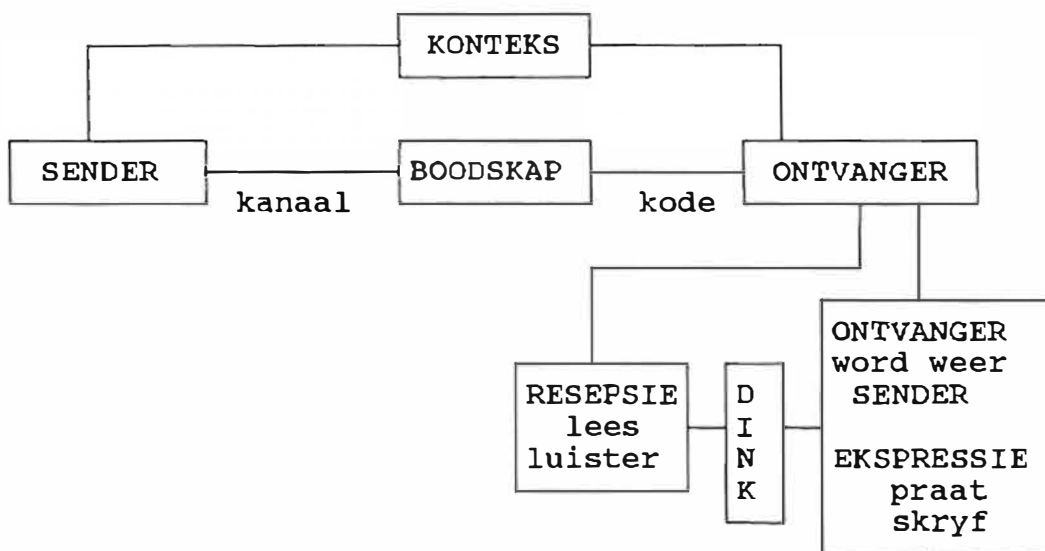 KONTEKS
SENDER
kanaal
BOODSKAP
kode
ONTVANGER
RESEPSIE
lees
luister
D
I
N
K
ONTVANGER
word weer
SENDER
EKSPRESSIE
praat
skryf